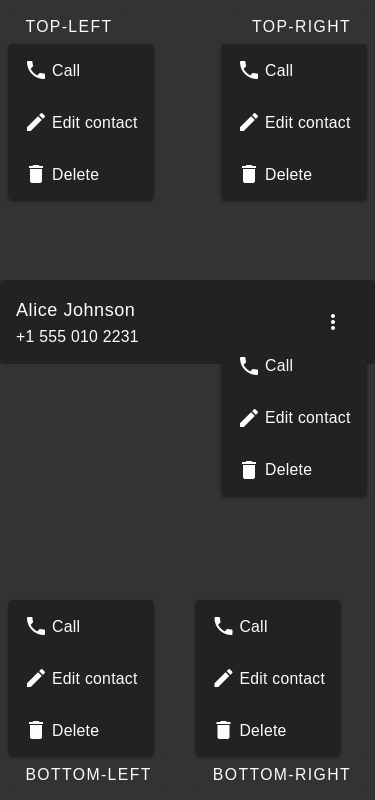 TOP-LEFT
TOP-RIGHT
Call
Edit contact
Delete
Call
Edit contact
Delete
Alice Johnson
+1 555 010 2231
Call
Edit contact
Delete
Call
Edit contact
Delete
Call
Edit contact
Delete
BOTTOM-LEFT
BOTTOM-RIGHT